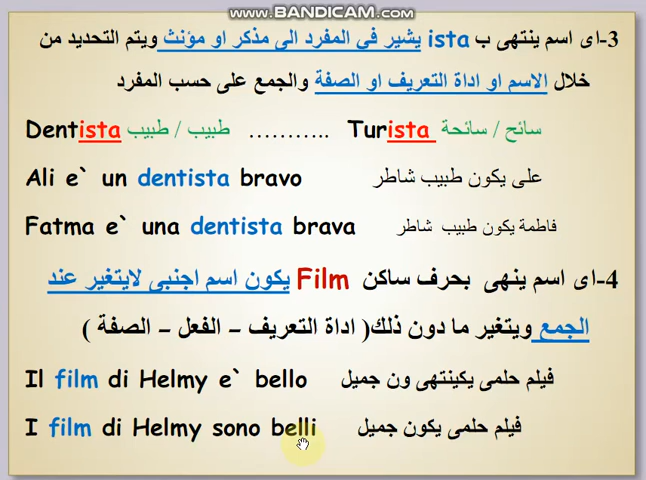 www.BANDICAM.com
3-اى اسم ينتهى ب ista يشير فى المفرد الى مذكر او مؤنث ويتم التحديد من
خلال الاسم او اداة التعريف او الصفة والجمع على حسب المفرد
Dentista طبيب / طبيب ……….. Turista سائح / سائحة
Ali e` un dentista bravo على يكون طبيب شاطر
Fatma e` una dentista brava فاطمة يكون طبيب شاطر
4-اى اسم ينهى بحرف ساكن Film يكون اسم اجنبى لايتغير عند
الجمع ويتغير ما دون ذلك( اداة التعريف – الفعل – الصفة )
Il film di Helmy e` bello فيلم حلمى يكينتهى ون جميل
I film di Helmy sono belli فيلم حلمى يكون جميل